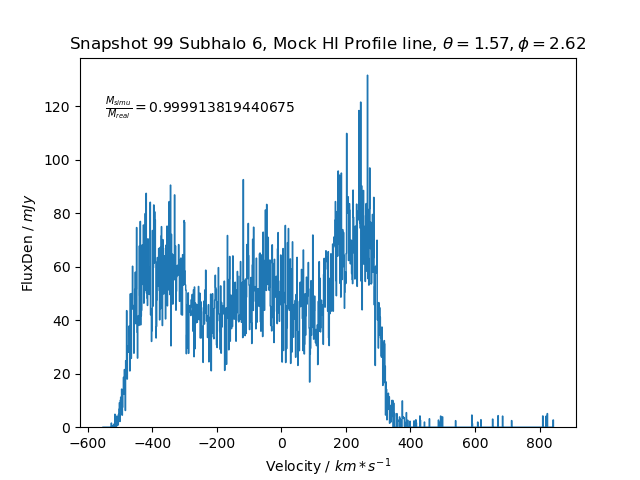 Snapshot 99 Subhalo 6, Mock HI Profile line, θ = 1.57, ϕ = 2.62
M_simu/M_real = 0.999913819440675
FluxDen / mJy
120
100
80
60
40
20
0
−600 −400 −200 0 200 400 600 800
Velocity / km * s⁻¹